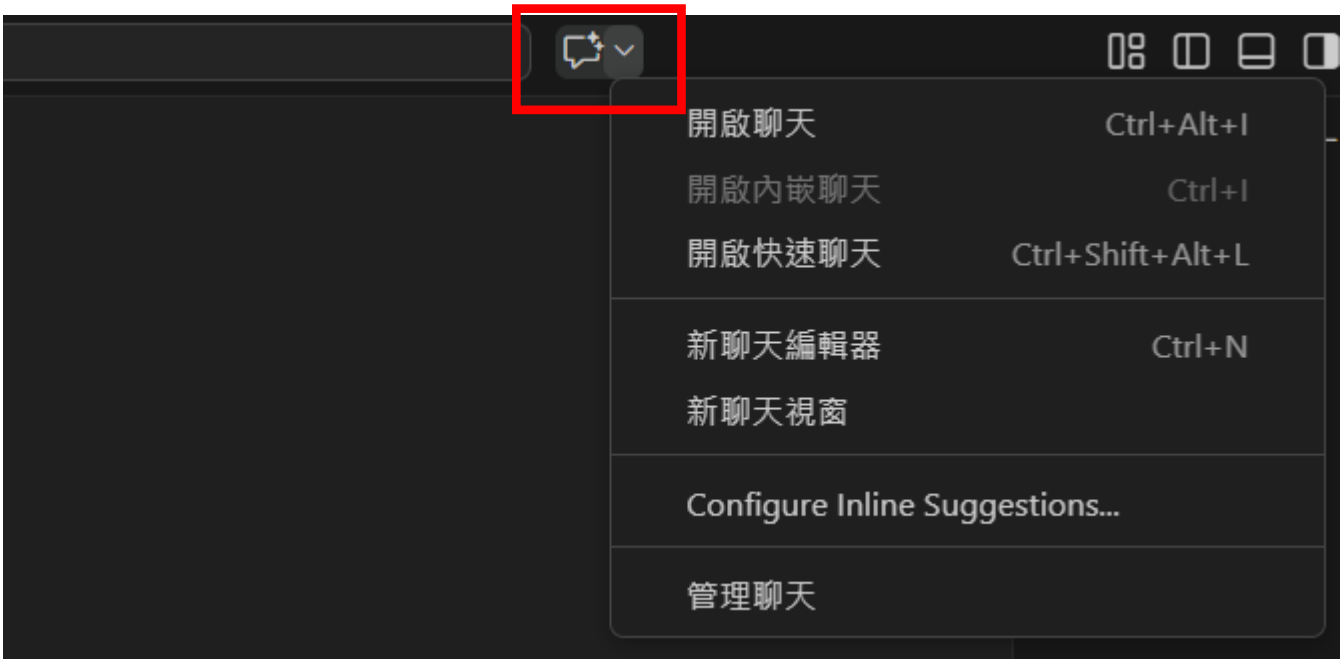 開啟聊天 Ctrl+Alt+I
開啟內嵌聊天 Ctrl+I
開啟快速聊天 Ctrl+Shift+Alt+L
新聊天編輯器 Ctrl+N
新聊天視窗
Configure Inline Suggestions...
管理聊天